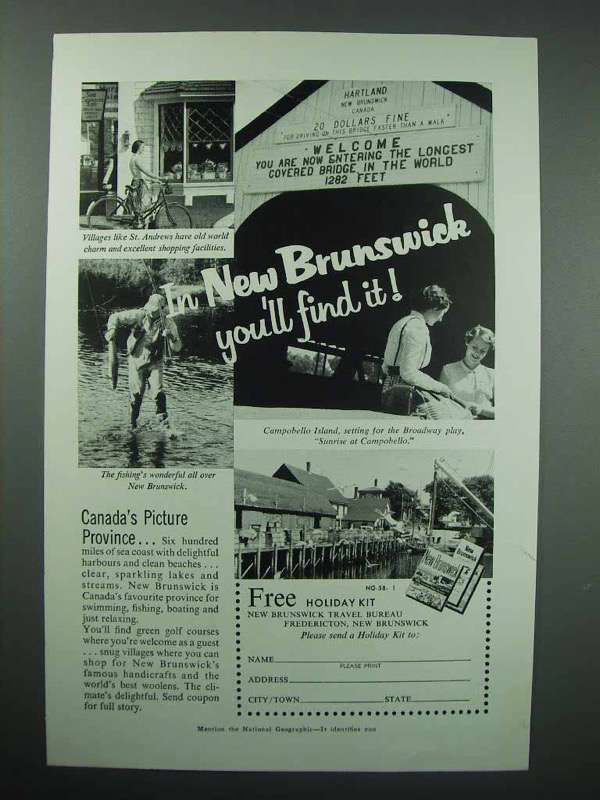 HARTLAND
NEW BRUNSWICK
CANADA
20 DOLLARS FINE
FOR DRIVING ON THIS BRIDGE FASTER THAN A WALK
WELCOME
YOU ARE NOW ENTERING THE LONGEST
COVERED BRIDGE IN THE WORLD
1282 FEET
Villages like St. Andrews have old world
charm and excellent shopping facilities.
In New Brunswick
you'll find it!
Campobello Island, setting for the Broadway play,
"Sunrise at Campobello."
The fishing's wonderful all over
New Brunswick.
Canada's Picture
Province... Six hundred
miles of sea coast with delightful
harbours and clean beaches...
clear, sparkling lakes and
streams. New Brunswick is
Canada's favourite province for
swimming, fishing, boating and
just relaxing.
You'll find green golf courses
where you're welcome as a guest
... snug villages where you can
shop for New Brunswick's
famous handicrafts and the
world's best woolens. The cli-
mate's delightful. Send coupon
for full story.
New Brunswick
New Brunswick
NG-58-1
Free HOLIDAY KIT
NEW BRUNSWICK TRAVEL BUREAU
FREDERICTON, NEW BRUNSWICK
Please send a Holiday Kit to:
NAME
PLEASE PRINT
ADDRESS
CITY/TOWN STATE
Mention the National Geographic—It identifies you